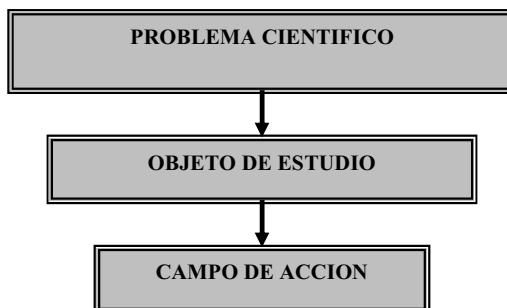 PROBLEMA CIENTIFICO
OBJETO DE ESTUDIO
CAMPO DE ACCION